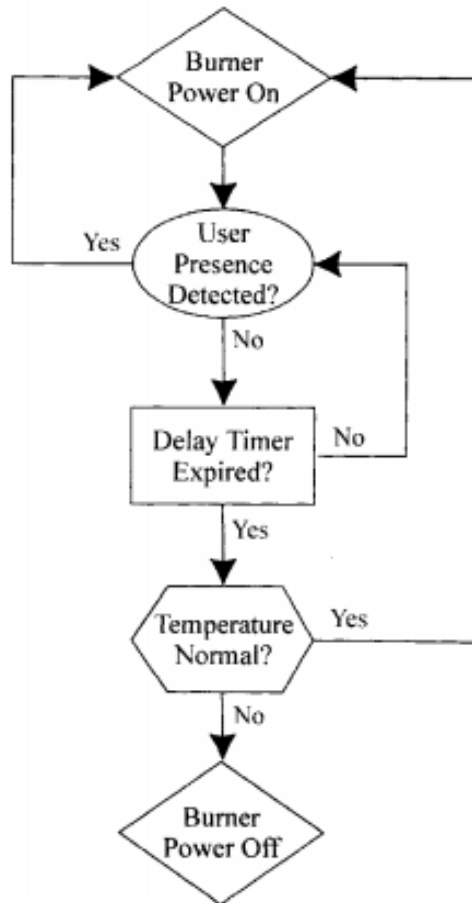 Burner
Power On
Yes
User
Presence
Detected?
No
Delay Timer
Expired?
No
Yes
Temperature
Normal?
Yes
No
Burner
Power Off